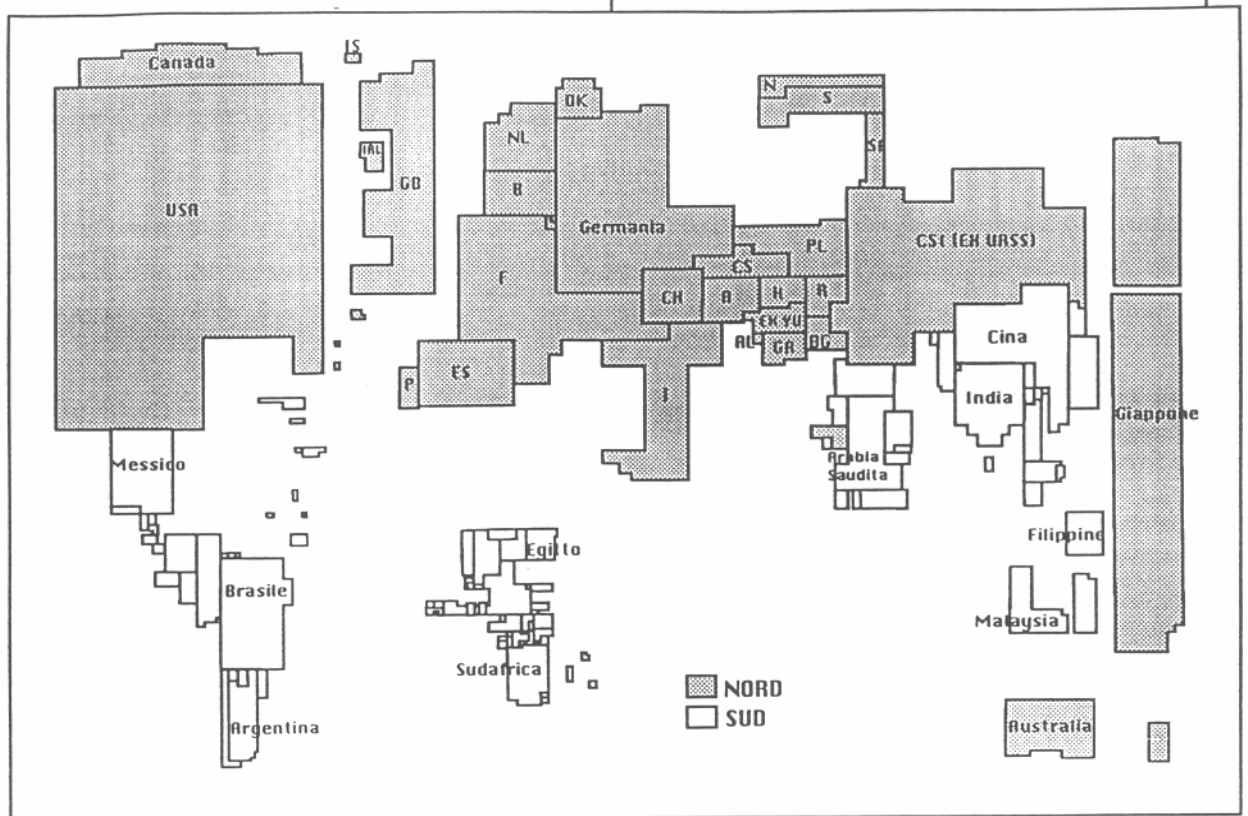 Canada
IS
USA
IRL
GB
NL
DK
B
Germania
F
CH
CS
A
H
R
PL
EX YU
AL
GR
BG
N
S
SF
CSI (EX URSS)
P
ES
I
Cina
India
Giappone
Messico
Arabia
Saudita
Filippine
Egitto
Brasile
Malaysia
Sudafrica
Argentina
NORD
SUD
Australia